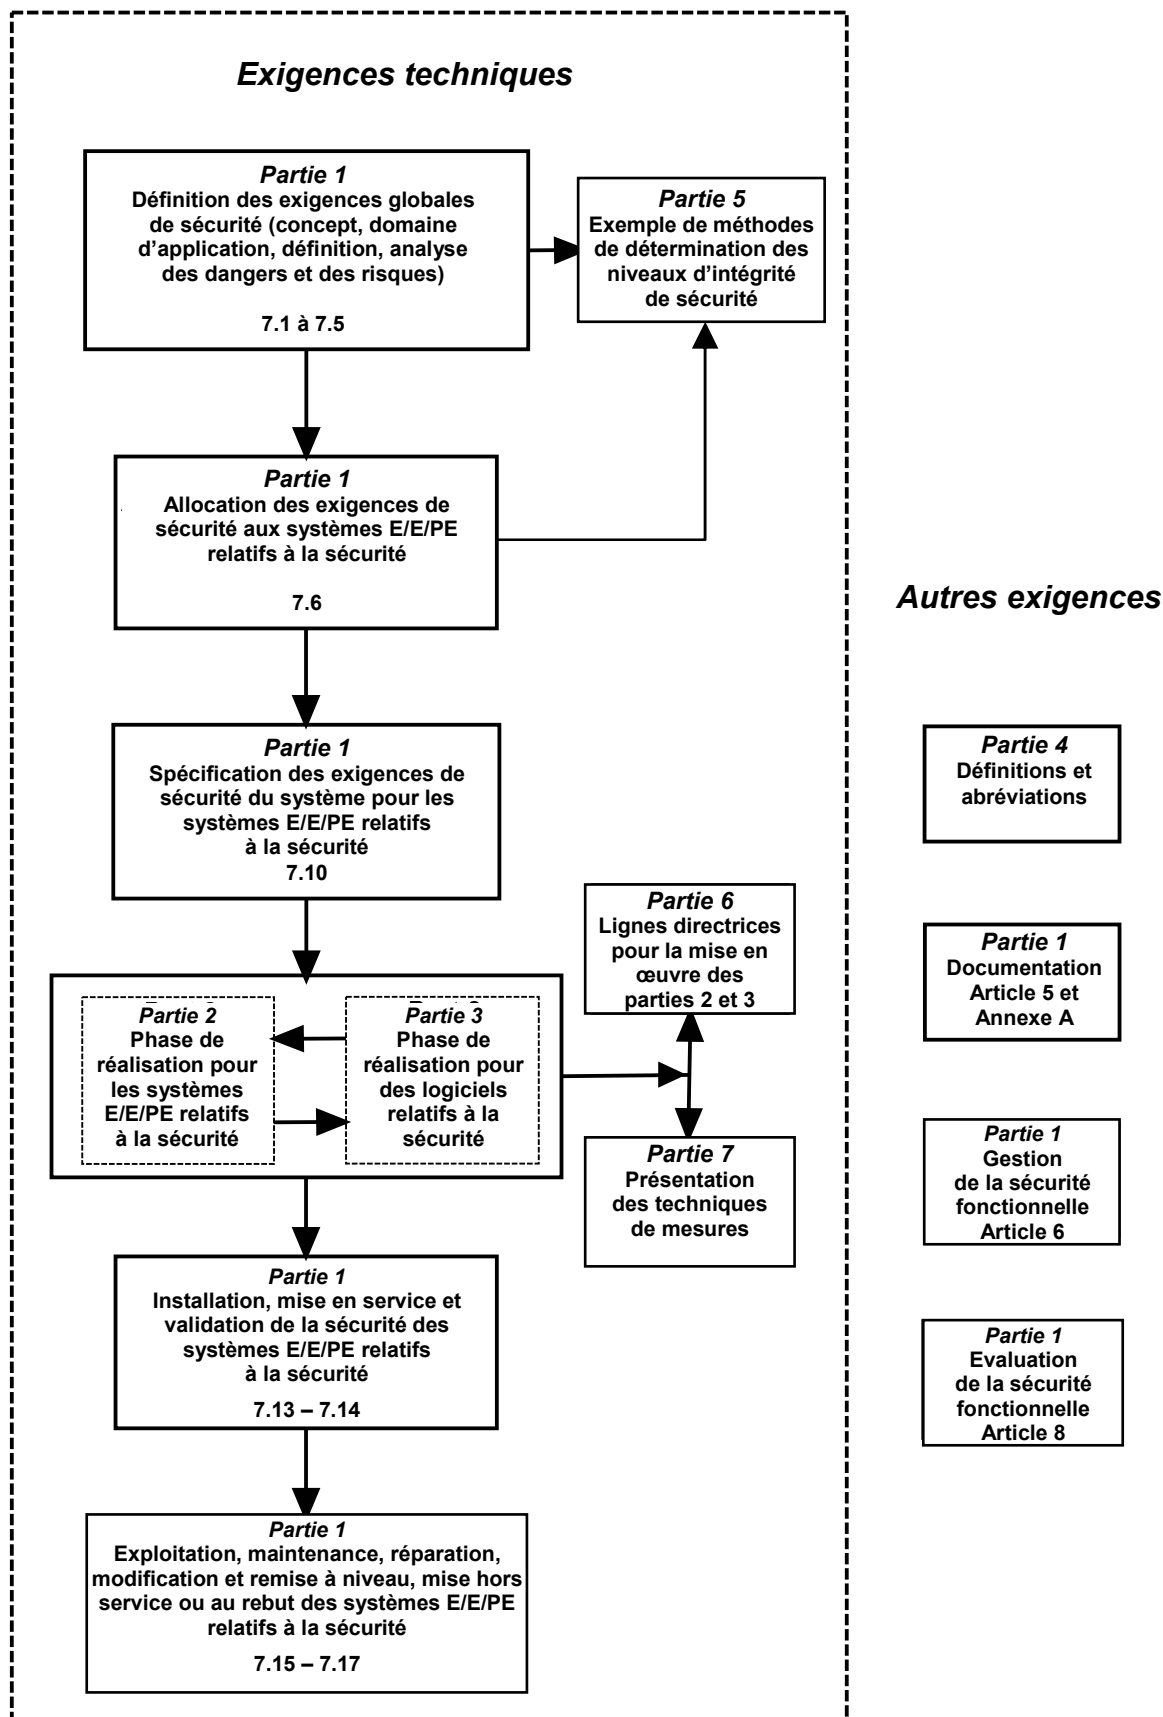 Exigences techniques
Partie 1
Définition des exigences globales
de sécurité (concept, domaine
d’application, définition, analyse
des dangers et des risques)
7.1 à 7.5
Partie 5
Exemple de méthodes
de détermination des
niveaux d’intégrité
de sécurité
Partie 1
Allocation des exigences de
sécurité aux systèmes E/E/PE
relatifs à la sécurité
7.6
Partie 1
Spécification des exigences de
sécurité du système pour les
systèmes E/E/PE relatifs
à la sécurité
7.10
Partie 2
Phase de
réalisation pour
les systèmes
E/E/PE relatifs
à la sécurité
Partie 3
Phase de
réalisation pour
des logiciels
relatifs à la
sécurité
Partie 6
Lignes directrices
pour la mise en
œuvre des
parties 2 et 3
Partie 7
Présentation
des techniques
de mesures
Partie 1
Installation, mise en service et
validation de la sécurité des
systèmes E/E/PE relatifs
à la sécurité
7.13 – 7.14
Partie 1
Exploitation, maintenance, réparation,
modification et remise à niveau, mise hors
service ou au rebut des systèmes E/E/PE
relatifs à la sécurité
7.15 – 7.17
Autres exigences
Partie 4
Définitions et
abréviations
Partie 1
Documentation
Article 5 et
Annexe A
Partie 1
Gestion
de la sécurité
fonctionnelle
Article 6
Partie 1
Evaluation
de la sécurité
fonctionnelle
Article 8